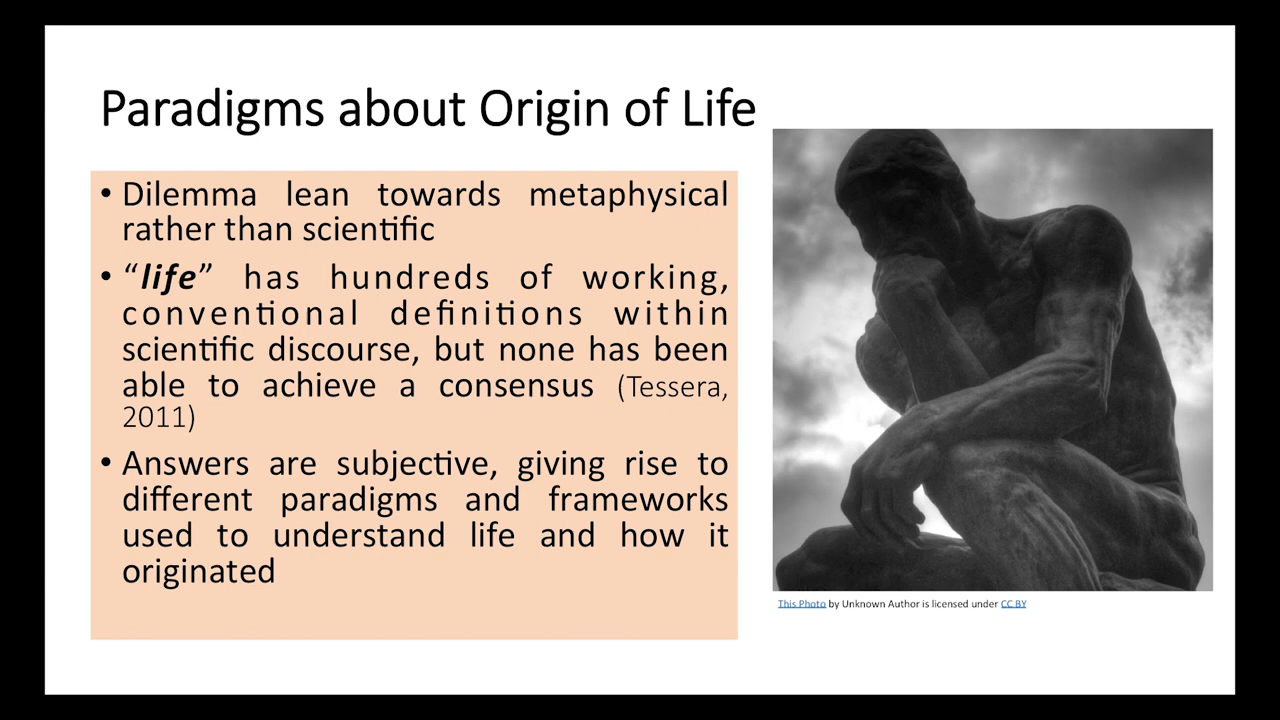 Paradigms about Origin of Life
• Dilemma lean towards metaphysical
rather than scientific
• “life” has hundreds of working,
conventional definitions within
scientific discourse, but none has been
able to achieve a consensus (Tessera,
2011)
• Answers are subjective, giving rise to
different paradigms and frameworks
used to understand life and how it
originated
This Photo by Unknown Author is licensed under CC BY